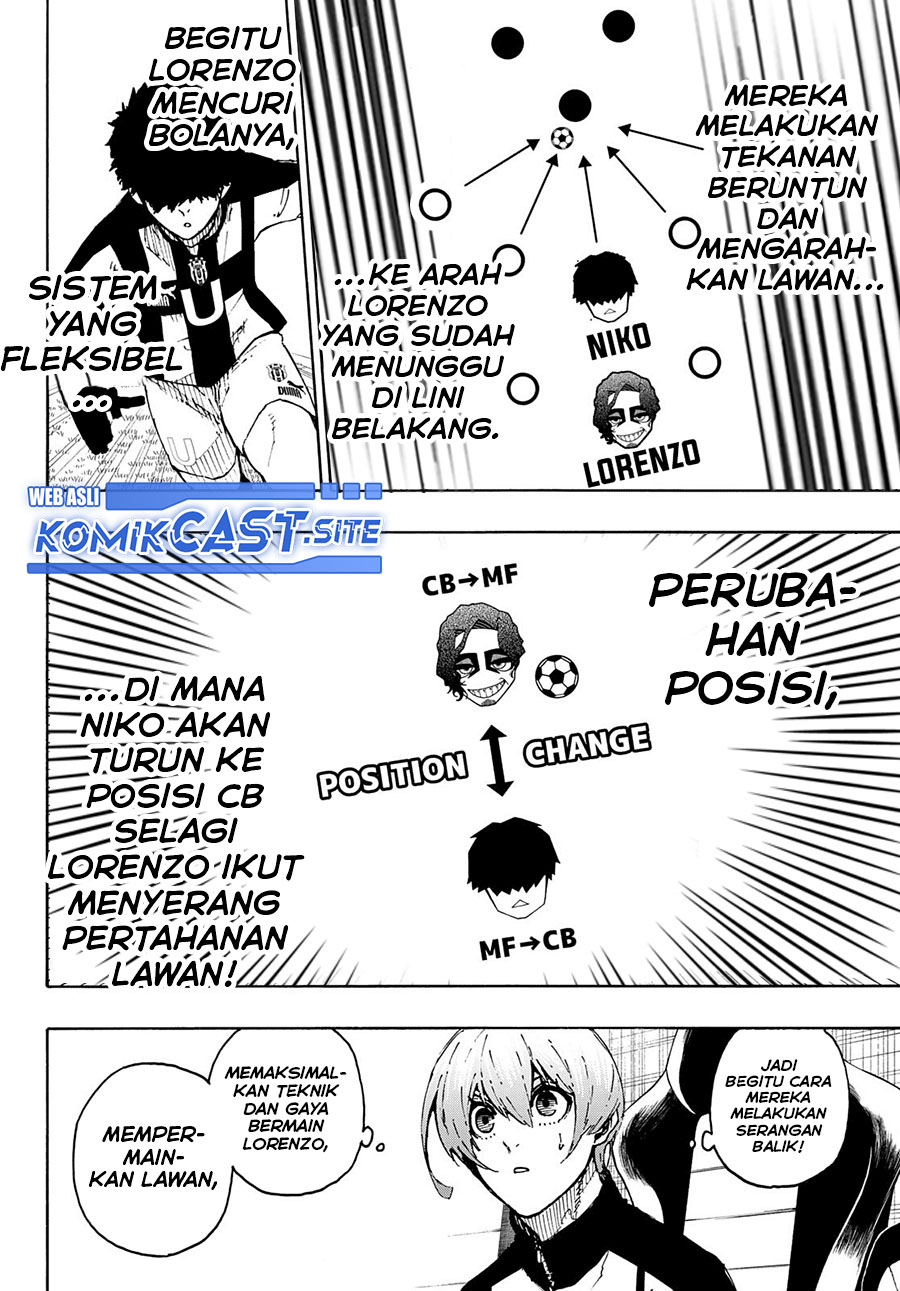 MEREKA
MELAKUKAN
TEKANAN
BERUNTUN
DAN
MENGARAH-
KAN LAWAN...
...KE ARAH
LORENZO
YANG SUDAH
MENUNGGU
DI LINI
BELAKANG.
NIKO
LORENZO
BEGITU
LORENZO
MENCURI
BOLANYA,
SISTEM
YANG
FLEKSIBEL
...
U
DUMA
U
WEB ASLI
KOMIKCAST.SITE
PERUBA-
HAN
POSISI,
CB→MF
POSITION CHANGE
MF→CB
...DI MANA
NIKO AKAN
TURUN KE
POSISI CB
SELAGI
LORENZO IKUT
MENYERANG
PERTAHANAN
LAWAN!
JADI
BEGITU CARA
MEREKA
MELAKUKAN
SERANGAN
BALIK!
MEMAKSIMAL-
KAN TEKNIK
DAN GAYA
BERMAIN
LORENZO,
MEMPER-
MAIN-
KAN LAWAN,